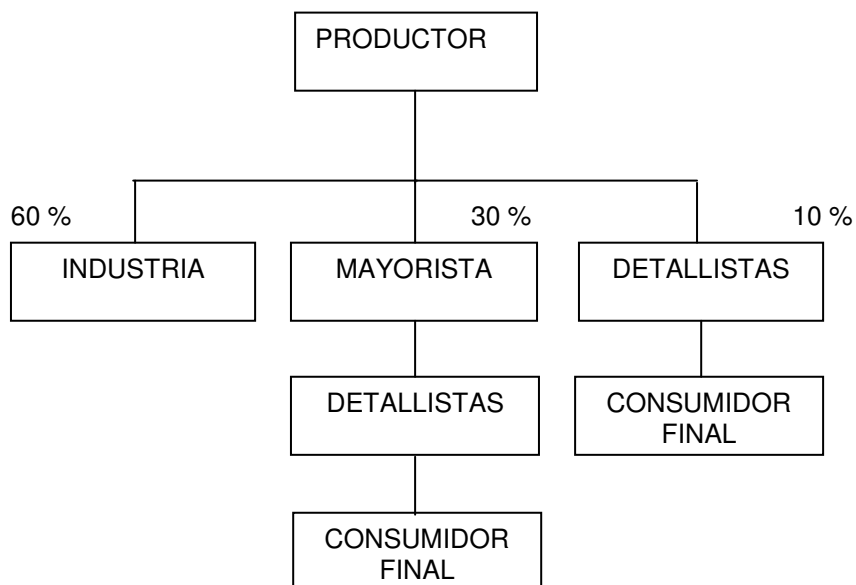 PRODUCTOR
60 %
30 %
10 %
INDUSTRIA
MAYORISTA
DETALLISTAS
DETALLISTAS
CONSUMIDOR
FINAL
CONSUMIDOR
FINAL